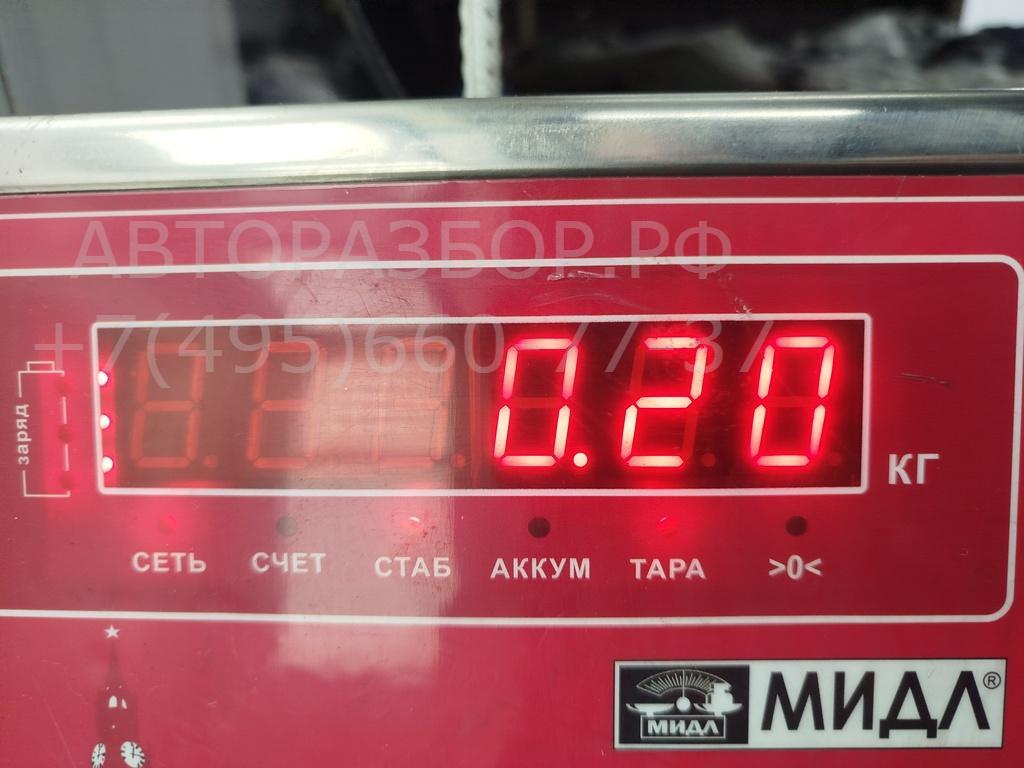 АВТОРАЗБОР.РФ
+7(495)660 77 37
заряд
0.20
КГ
СЕТЬ СЧЕТ СТАБ АККУМ ТАРА >0<
МИДЛ МИДЛ®